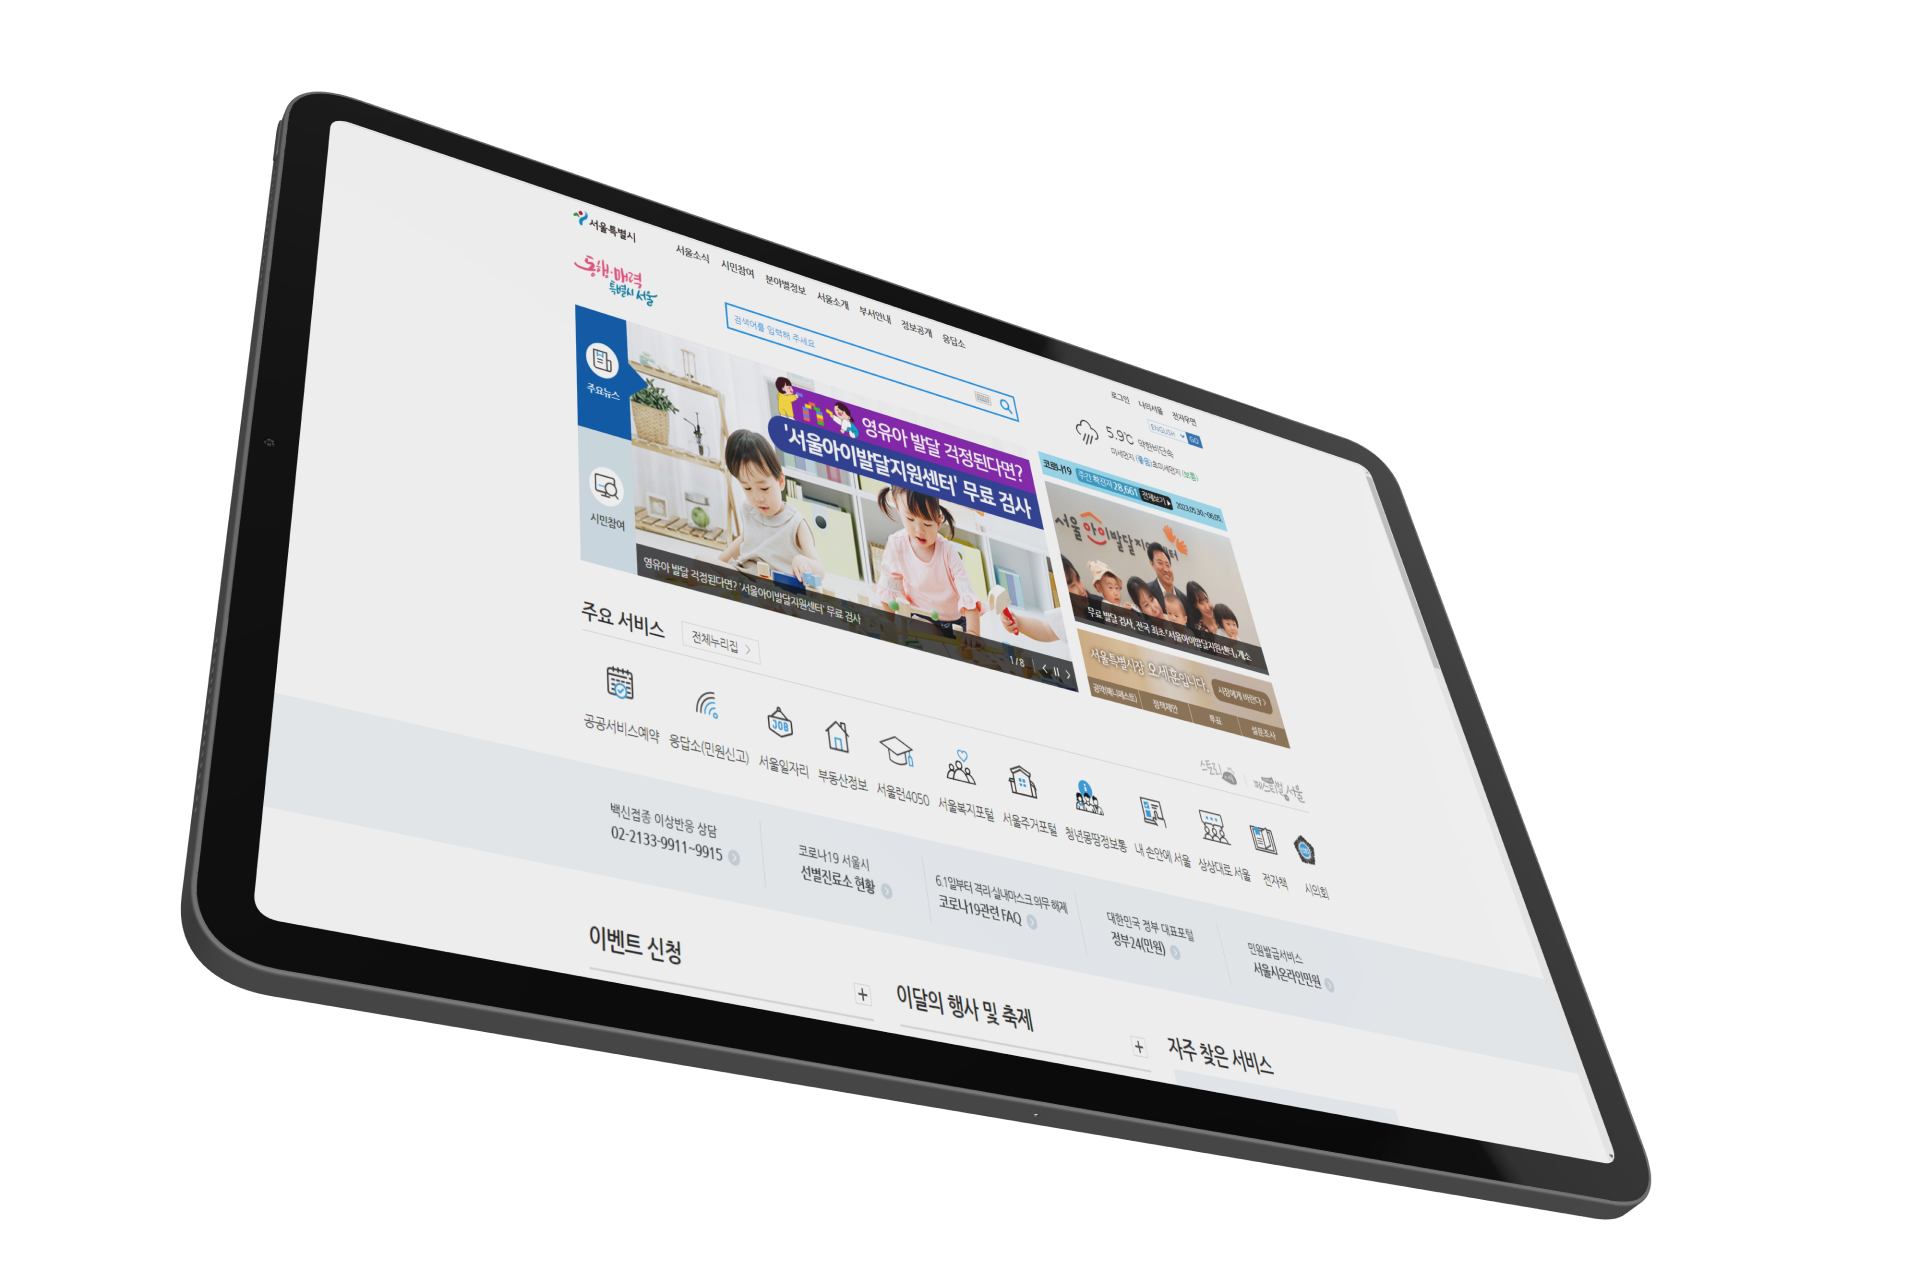 서울특별시
서울소식 시민참여 분야별정보 서울소개 부서안내 정보공개 응답소
동행·매력
특별시 서울
검색어를 입력해 주세요
로그인 나의서울 전자우편
ENGLISH GO
5.9℃ 약한비단속
미세먼지 (좋음) 초미세먼지 (보통)
주요뉴스
시민참여
영유아 발달 걱정된다면?
'서울아이발달지원센터' 무료 검사
영유아 발달 걱정된다면? '서울아이발달지원센터' 무료 검사
1/8
코로나19 주간 확진자 28,661 전체보기 2023.05.30.~06.05.
서울아이발달지원센터
무료 발달 검사, 전국 최초「서울아이발달지원센터」개소
서울특별시장 오세훈입니다. 시장에게 바란다
공약(매니페스토) 정책제안 투표 설문조사
주요 서비스 전체누리집
스토리 페스티벌 서울
공공서비스예약 응답소(민원신고) 서울일자리 부동산정보 서울런4050 서울복지포털 서울주거포털 청년몽땅정보통 내 손안에 서울 상상대로 서울 전자책 시의회
JOB
백신접종 이상반응 상담
02-2133-9911~9915
코로나19 서울시
선별진료소 현황
6.1일부터 격리·실내마스크 의무 해제
코로나19관련 FAQ
대한민국 정부 대표포털
정부24(민원)
민원발급서비스
서울시온라인민원
이벤트 신청 +
이달의 행사 및 축제 +
자주 찾은 서비스